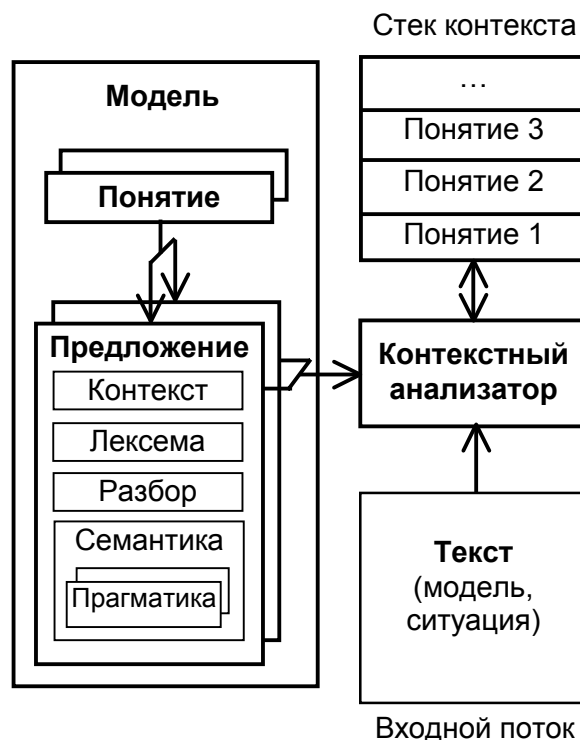 Модель
Понятие
Предложение
Контекст
Лексема
Разбор
Семантика
Прагматика
Стек контекста
…
Понятие 3
Понятие 2
Понятие 1
Контекстный
анализатор
Текст
(модель,
ситуация)
Входной поток